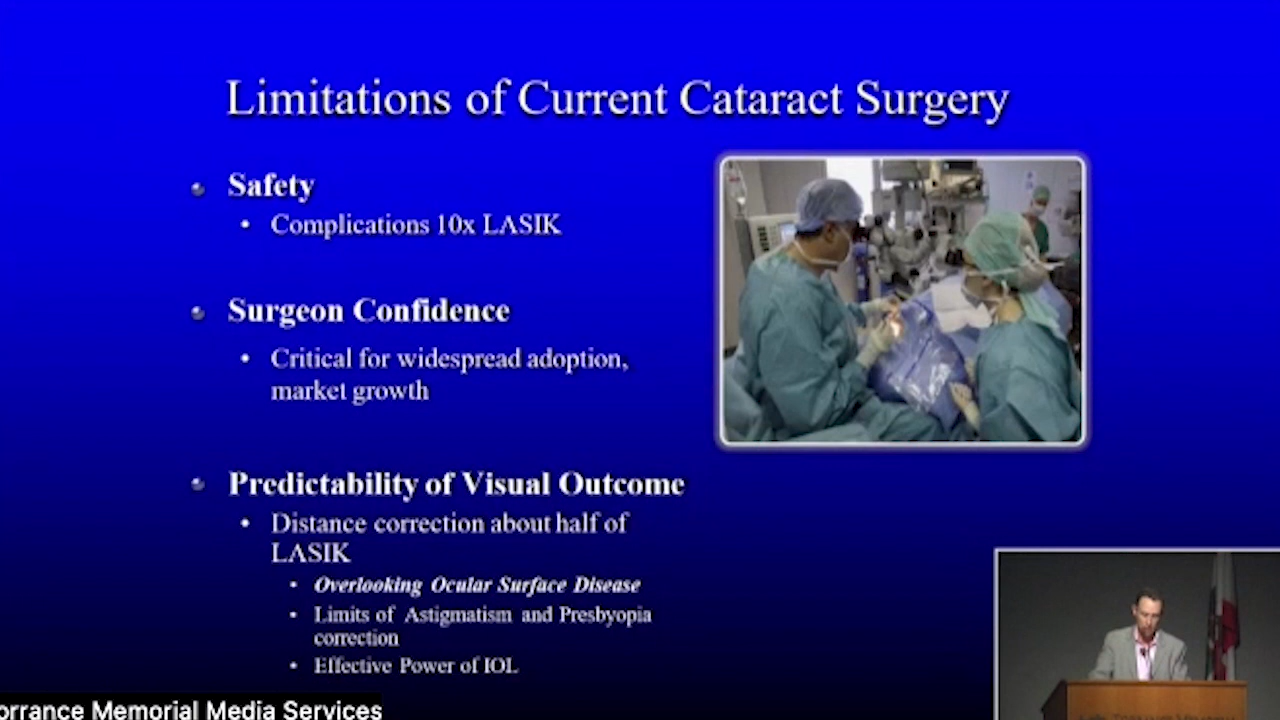 Limitations of Current Cataract Surgery
Safety
Complications 10x LASIK
Surgeon Confidence
Critical for widespread adoption,
market growth
Predictability of Visual Outcome
Distance correction about half of
LASIK
Overlooking Ocular Surface Disease
Limits of Astigmatism and Presbyopia
correction
Effective Power of IOL
orrance Memorial Media Services